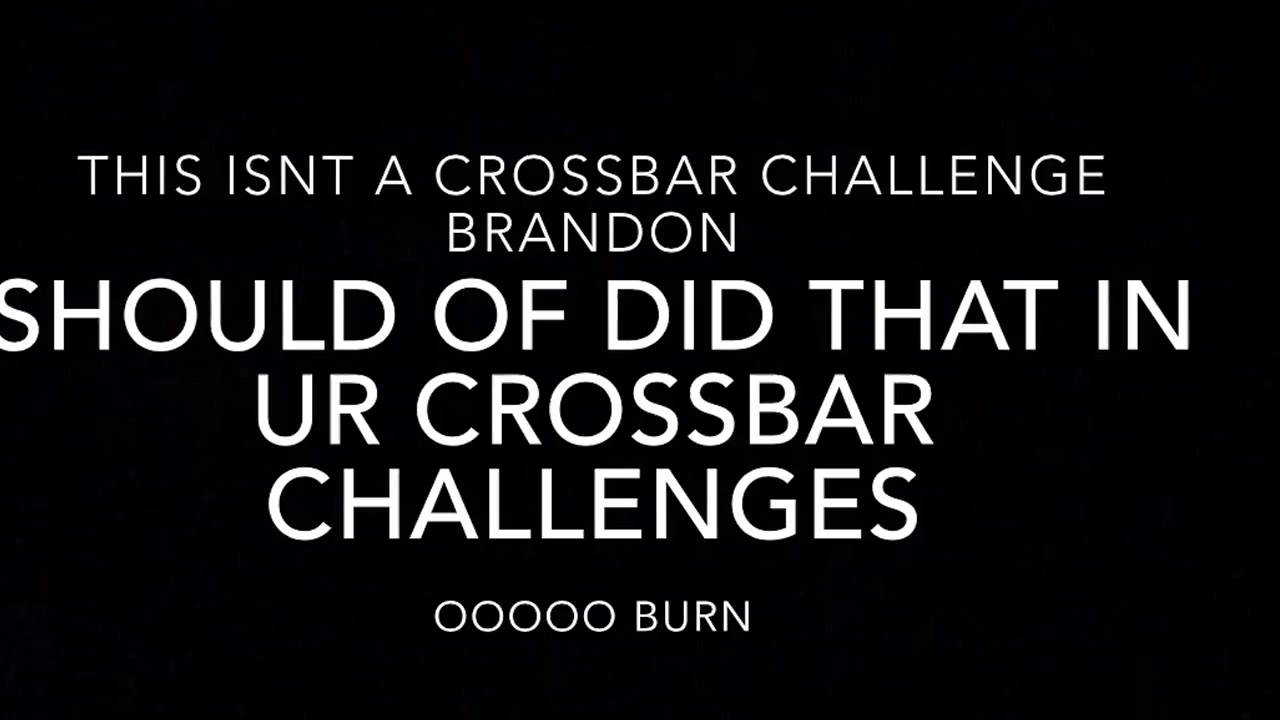 THIS ISNT A CROSSBAR CHALLENGE
BRANDON
SHOULD OF DID THAT IN
UR CROSSBAR
CHALLENGES
OOOOO BURN